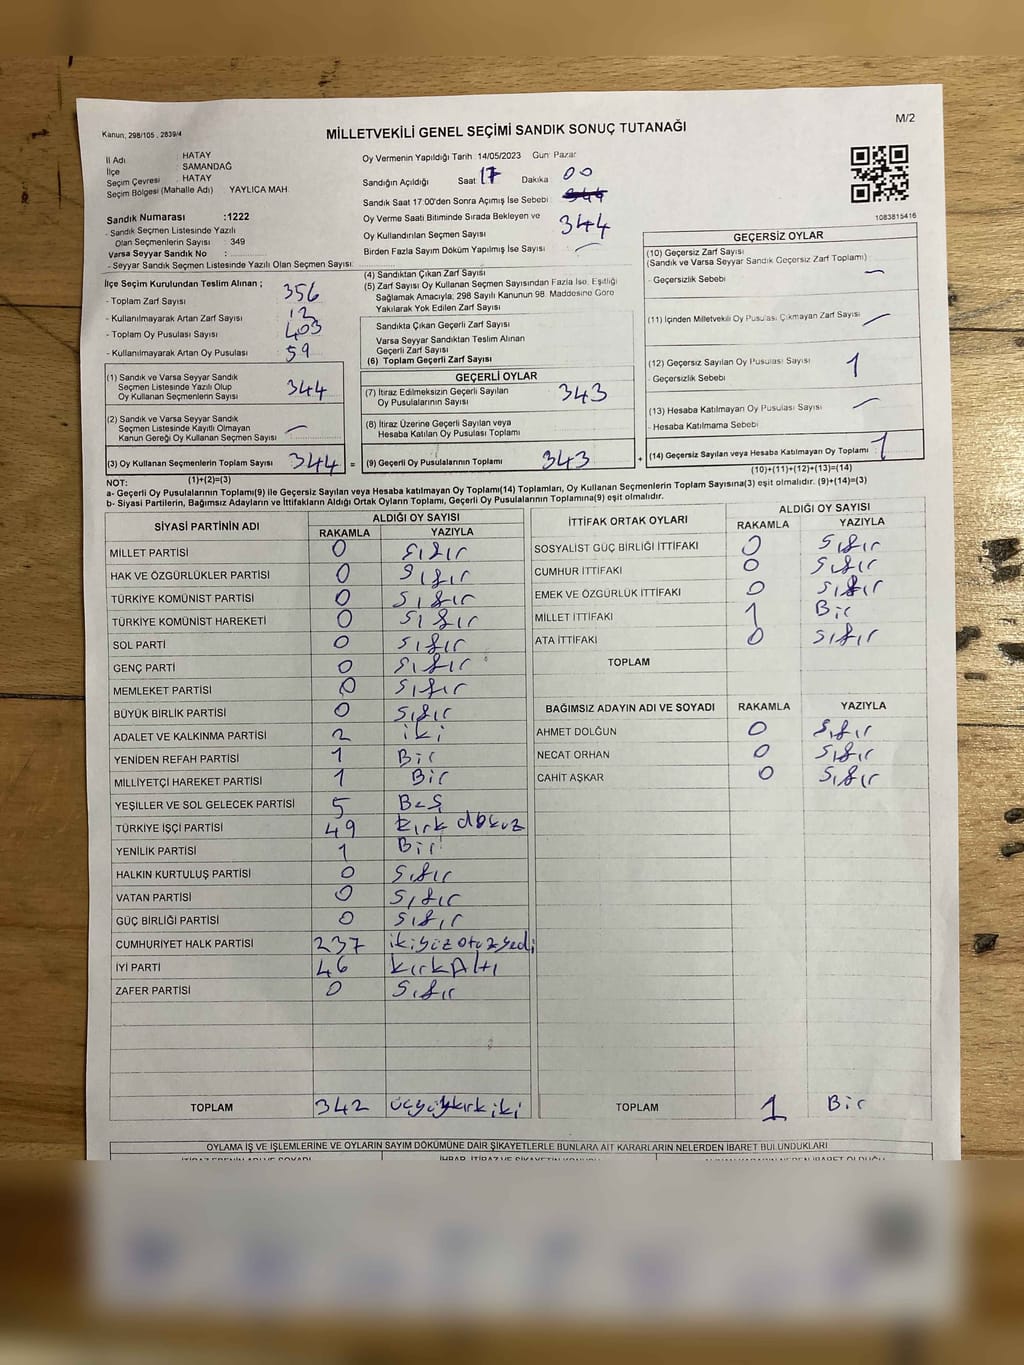 Kanun, 298/105 , 2839/4
MİLLETVEKİLİ GENEL SEÇİMİ SANDIK SONUÇ TUTANAĞI
M/2
İl Adı : HATAY
İlçe : SAMANDAĞ
Seçim Çevresi : HATAY
Seçim Bölgesi (Mahalle Adı) YAYLICA MAH.
Sandık Numarası :1222
- Sandık Seçmen Listesinde Yazılı
Olan Seçmenlerin Sayısı : 349
Varsa Seyyar Sandık No :
- Seyyar Sandık Seçmen Listesinde Yazılı Olan Seçmen Sayısı:
Oy Vermenin Yapıldığı Tarih :14/05/2023 Gün: Pazar
Sandığın Açıldığı Saat 17 Dakika 00
Sandık Saat 17:00'den Sonra Açımış İse Sebebi : 344
Oy Verme Saati Bitiminde Sırada Bekleyen ve
Oy Kullandırılan Seçmen Sayısı 344
Birden Fazla Sayım Döküm Yapılmış İse Sayısı —
1083815416
İlçe Seçim Kurulundan Teslim Alınan ;
- Toplam Zarf Sayısı 356
- Kullanılmayarak Artan Zarf Sayısı 12
- Toplam Oy Pusulası Sayısı 403
- Kullanılmayarak Artan Oy Pusulası 59
(1) Sandık ve Varsa Seyyar Sandık
Seçmen Listesinde Yazılı Olup
Oy Kullanan Seçmenlerin Sayısı 344
(2) Sandık ve Varsa Seyyar Sandık
Seçmen Listesinde Kayıtlı Olmayan
Kanun Gereği Oy Kullanan Seçmen Sayısı —
(3) Oy Kullanan Seçmenlerin Toplam Sayısı 344 =
(1)+(2)=(3)
(4) Sandıktan Çıkan Zarf Sayısı
(5) Zarf Sayısı Oy Kullanan Seçmen Sayısından Fazla İse, Eşitliği
Sağlamak Amacıyla, 298 Sayılı Kanunun 98. Maddesine Göre
Yakılarak Yok Edilen Zarf Sayısı
Sandıkta Çıkan Geçerli Zarf Sayısı
Varsa Seyyar Sandıktan Teslim Alınan
Geçerli Zarf Sayısı
(6) Toplam Geçerli Zarf Sayısı
GEÇERLİ OYLAR
(7) İtiraz Edilmeksizin Geçerli Sayılan
Oy Pusulalarının Sayısı 343
(8) İtiraz Üzerine Geçerli Sayılan veya
Hesaba Katılan Oy Pusulası Toplamı
(9) Geçerli Oy Pusulalarının Toplamı 343 +
GEÇERSİZ OYLAR
(10) Geçersiz Zarf Sayısı
(Sandık ve Varsa Seyyar Sandık Geçersiz Zarf Toplamı)
- Geçersizlik Sebebi —
(11) İçinden Milletvekili Oy Pusulası Çıkmayan Zarf Sayısı —
(12) Geçersiz Sayılan Oy Pusulası Sayısı 1
- Geçersizlik Sebebi
(13) Hesaba Katılmayan Oy Pusulası Sayısı —
- Hesaba Katılmama Sebebi
(14) Geçersiz Sayılan veya Hesaba Katılmayan Oy Toplamı 1
(10)+(11)+(12)+(13)=(14)
NOT:
a- Geçerli Oy Pusulalarının Toplamı(9) ile Geçersiz Sayılan veya Hesaba katılmayan Oy Toplamı(14) Toplamları, Oy Kullanan Seçmenlerin Toplam Sayısına(3) eşit olmalıdır. (9)+(14)=(3)
b- Siyasi Partilerin, Bağımsız Adayların ve İttifakların Aldığı Ortak Oyların Toplamı, Geçerli Oy Pusulalarının Toplamına(9) eşit olmalıdır.
SİYASİ PARTİNİN ADI ALDIĞI OY SAYISI
RAKAMLA YAZIYLA
MİLLET PARTİSİ 0 Sıfır
HAK VE ÖZGÜRLÜKLER PARTİSİ 0 Sıfır
TÜRKİYE KOMÜNİST PARTİSİ 0 Sıfır
TÜRKİYE KOMÜNİST HAREKETİ 0 Sıfır
SOL PARTİ 0 Sıfır
GENÇ PARTİ 0 Sıfır
MEMLEKET PARTİSİ 0 Sıfır
BÜYÜK BİRLİK PARTİSİ 0 Sıfır
ADALET VE KALKINMA PARTİSİ 2 iki
YENİDEN REFAH PARTİSİ 1 Bir
MİLLİYETÇİ HAREKET PARTİSİ 1 Bir
YEŞİLLER VE SOL GELECEK PARTİSİ 5 Beş
TÜRKİYE İŞÇİ PARTİSİ 49 kırk dokuz
YENİLİK PARTİSİ 1 Bir
HALKIN KURTULUŞ PARTİSİ 0 Sıfır
VATAN PARTİSİ 0 Sıfır
GÜÇ BİRLİĞİ PARTİSİ 0 Sıfır
CUMHURİYET HALK PARTİSİ 237 ikiyüz otuzyedi
İYİ PARTİ 46 kırkAltı
ZAFER PARTİSİ 0 Sıfır
TOPLAM 342 üçyüzkırk iki
İTTİFAK ORTAK OYLARI ALDIĞI OY SAYISI
RAKAMLA YAZIYLA
SOSYALİST GÜÇ BİRLİĞİ İTTİFAKI 0 Sıfır
CUMHUR İTTİFAKI 0 Sıfır
EMEK VE ÖZGÜRLÜK İTTİFAKI 0 Sıfır
MİLLET İTTİFAKI 1 Bir
ATA İTTİFAKI 0 Sıfır
TOPLAM
BAĞIMSIZ ADAYIN ADI VE SOYADI RAKAMLA YAZIYLA
AHMET DOLĞUN 0 Sıfır
NECAT ORHAN 0 Sıfır
CAHİT AŞKAR 0 Sıfır
TOPLAM 1 Bir
OYLAMA İŞ VE İŞLEMLERİNE VE OYLARIN SAYIM DÖKÜMÜNE DAİR ŞİKAYETLERLE BUNLARA AİT KARARLARIN NELERDEN İBARET BULUNDUKLARI